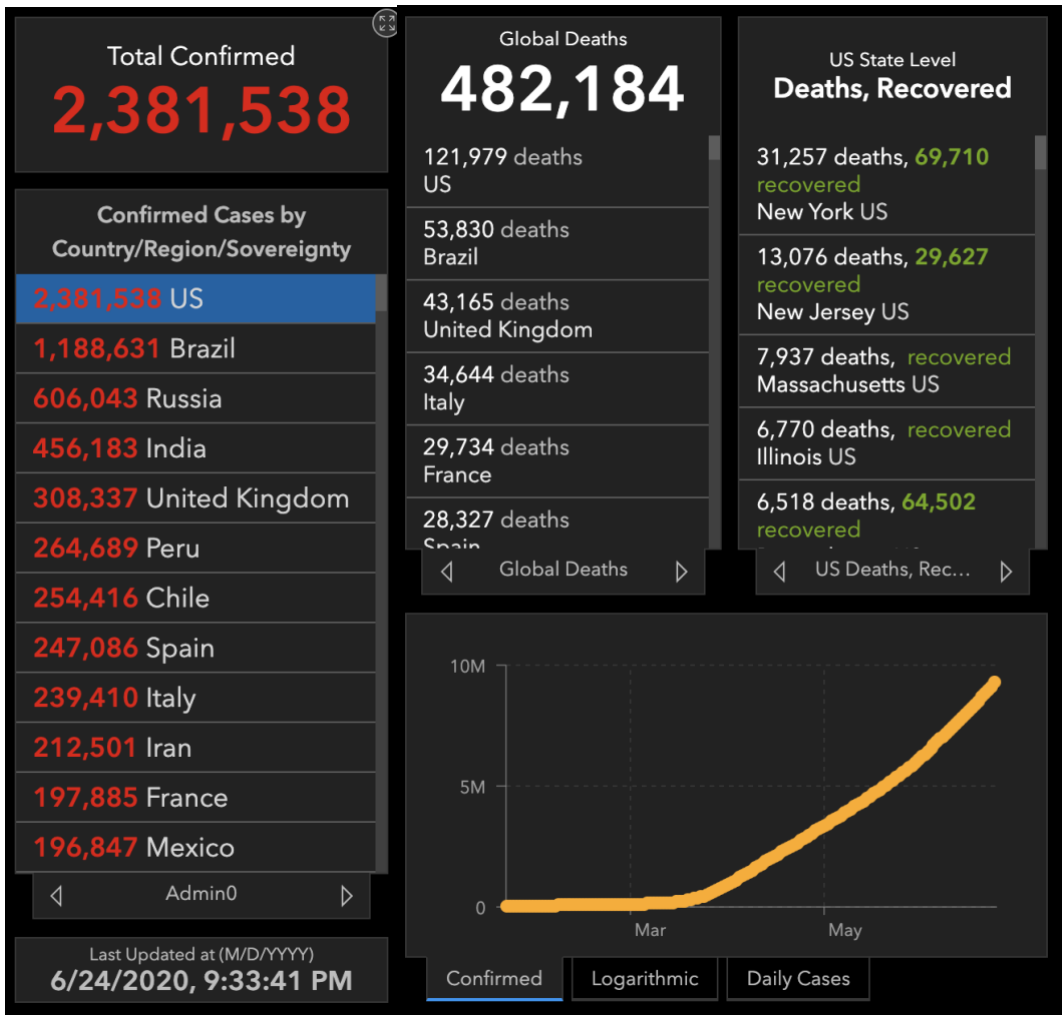 Total Confirmed
2,381,538
Confirmed Cases by
Country/Region/Sovereignty
2,381,538 US
1,188,631 Brazil
606,043 Russia
456,183 India
308,337 United Kingdom
264,689 Peru
254,416 Chile
247,086 Spain
239,410 Italy
212,501 Iran
197,885 France
196,847 Mexico
Admin0
Last Updated at (M/D/YYYY)
6/24/2020, 9:33:41 PM
Global Deaths
482,184
121,979 deaths
US
53,830 deaths
Brazil
43,165 deaths
United Kingdom
34,644 deaths
Italy
29,734 deaths
France
28,327 deaths
Spain
Global Deaths
US State Level
Deaths, Recovered
31,257 deaths, 69,710
recovered
New York US
13,076 deaths, 29,627
recovered
New Jersey US
7,937 deaths, recovered
Massachusetts US
6,770 deaths, recovered
Illinois US
6,518 deaths, 64,502
recovered
US Deaths, Rec...
10M
5M
0
Mar
May
Confirmed
Logarithmic
Daily Cases